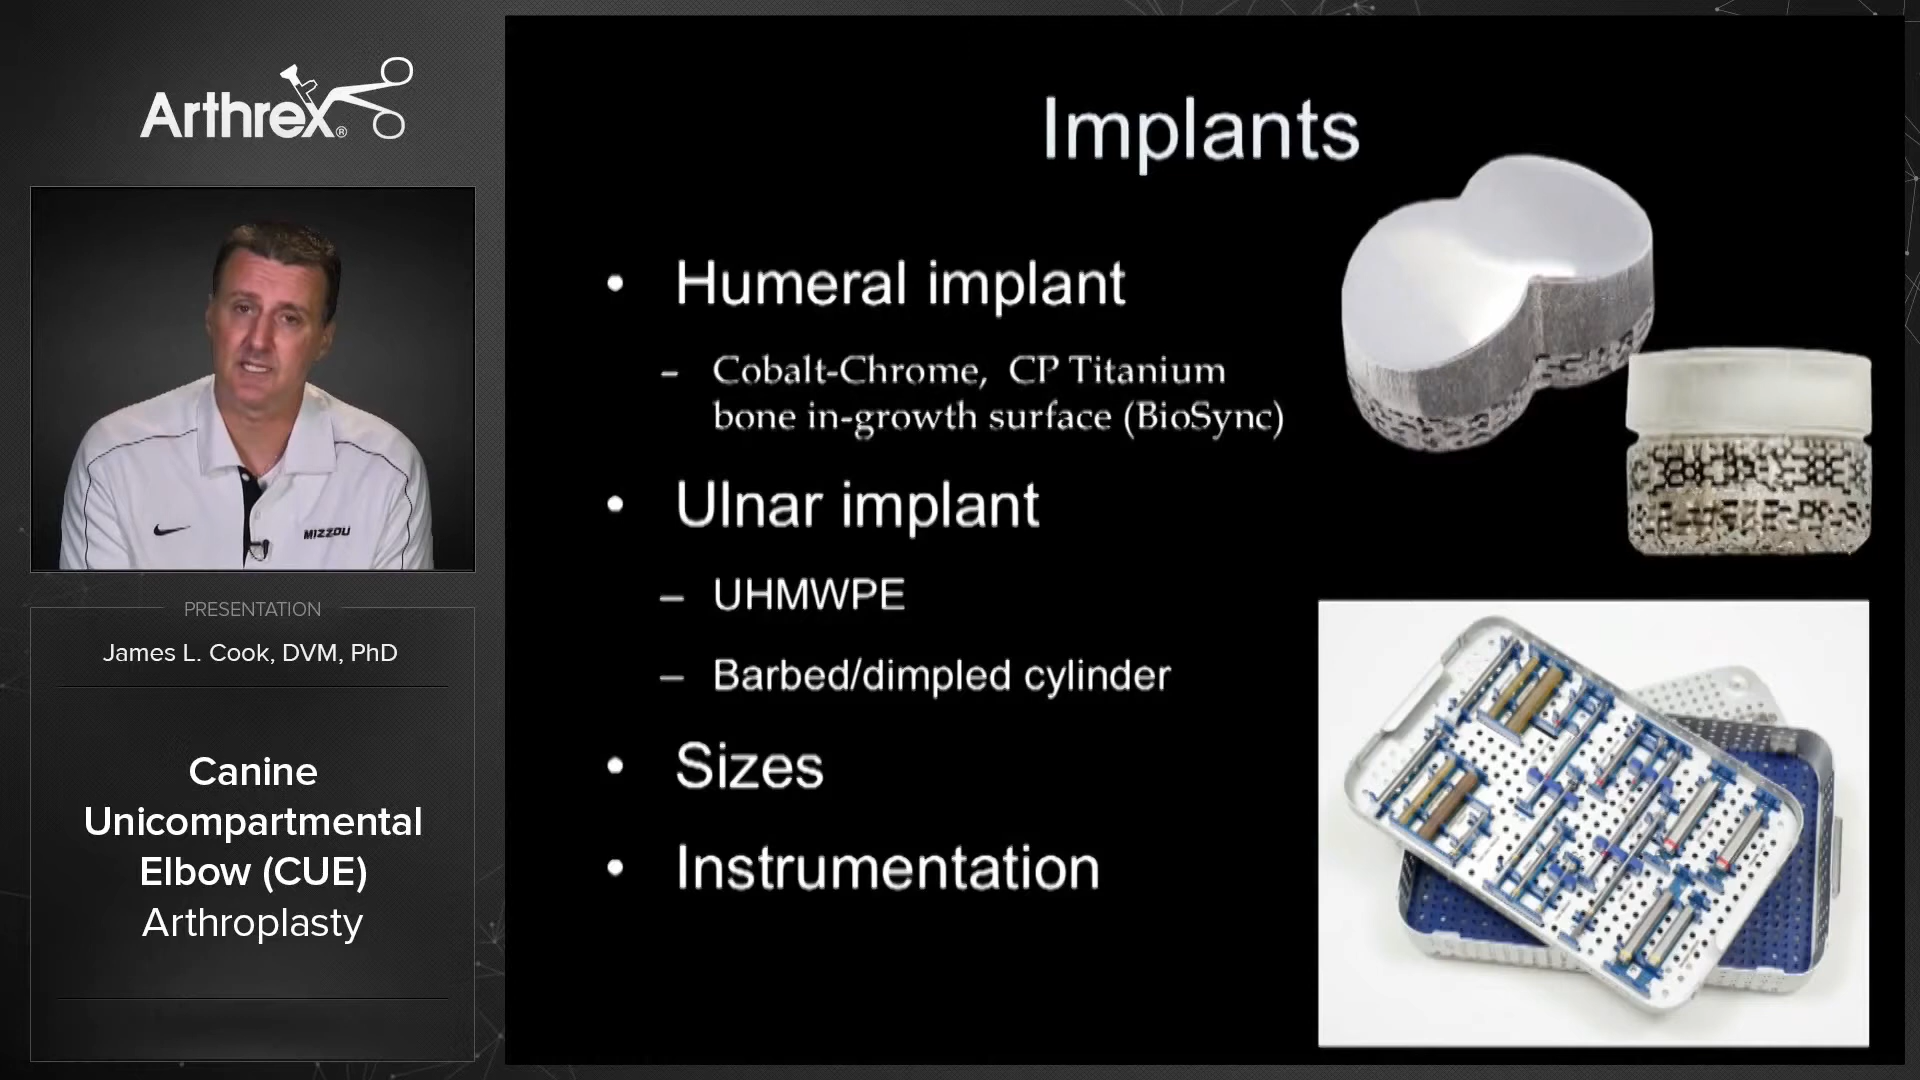 Arthrex®
MIZZOU
PRESENTATION
James L. Cook, DVM, PhD
Canine
Unicompartmental
Elbow (CUE)
Arthroplasty
Implants
• Humeral implant
– Cobalt-Chrome, CP Titanium
bone in-growth surface (BioSync)
• Ulnar implant
– UHMWPE
– Barbed/dimpled cylinder
• Sizes
• Instrumentation